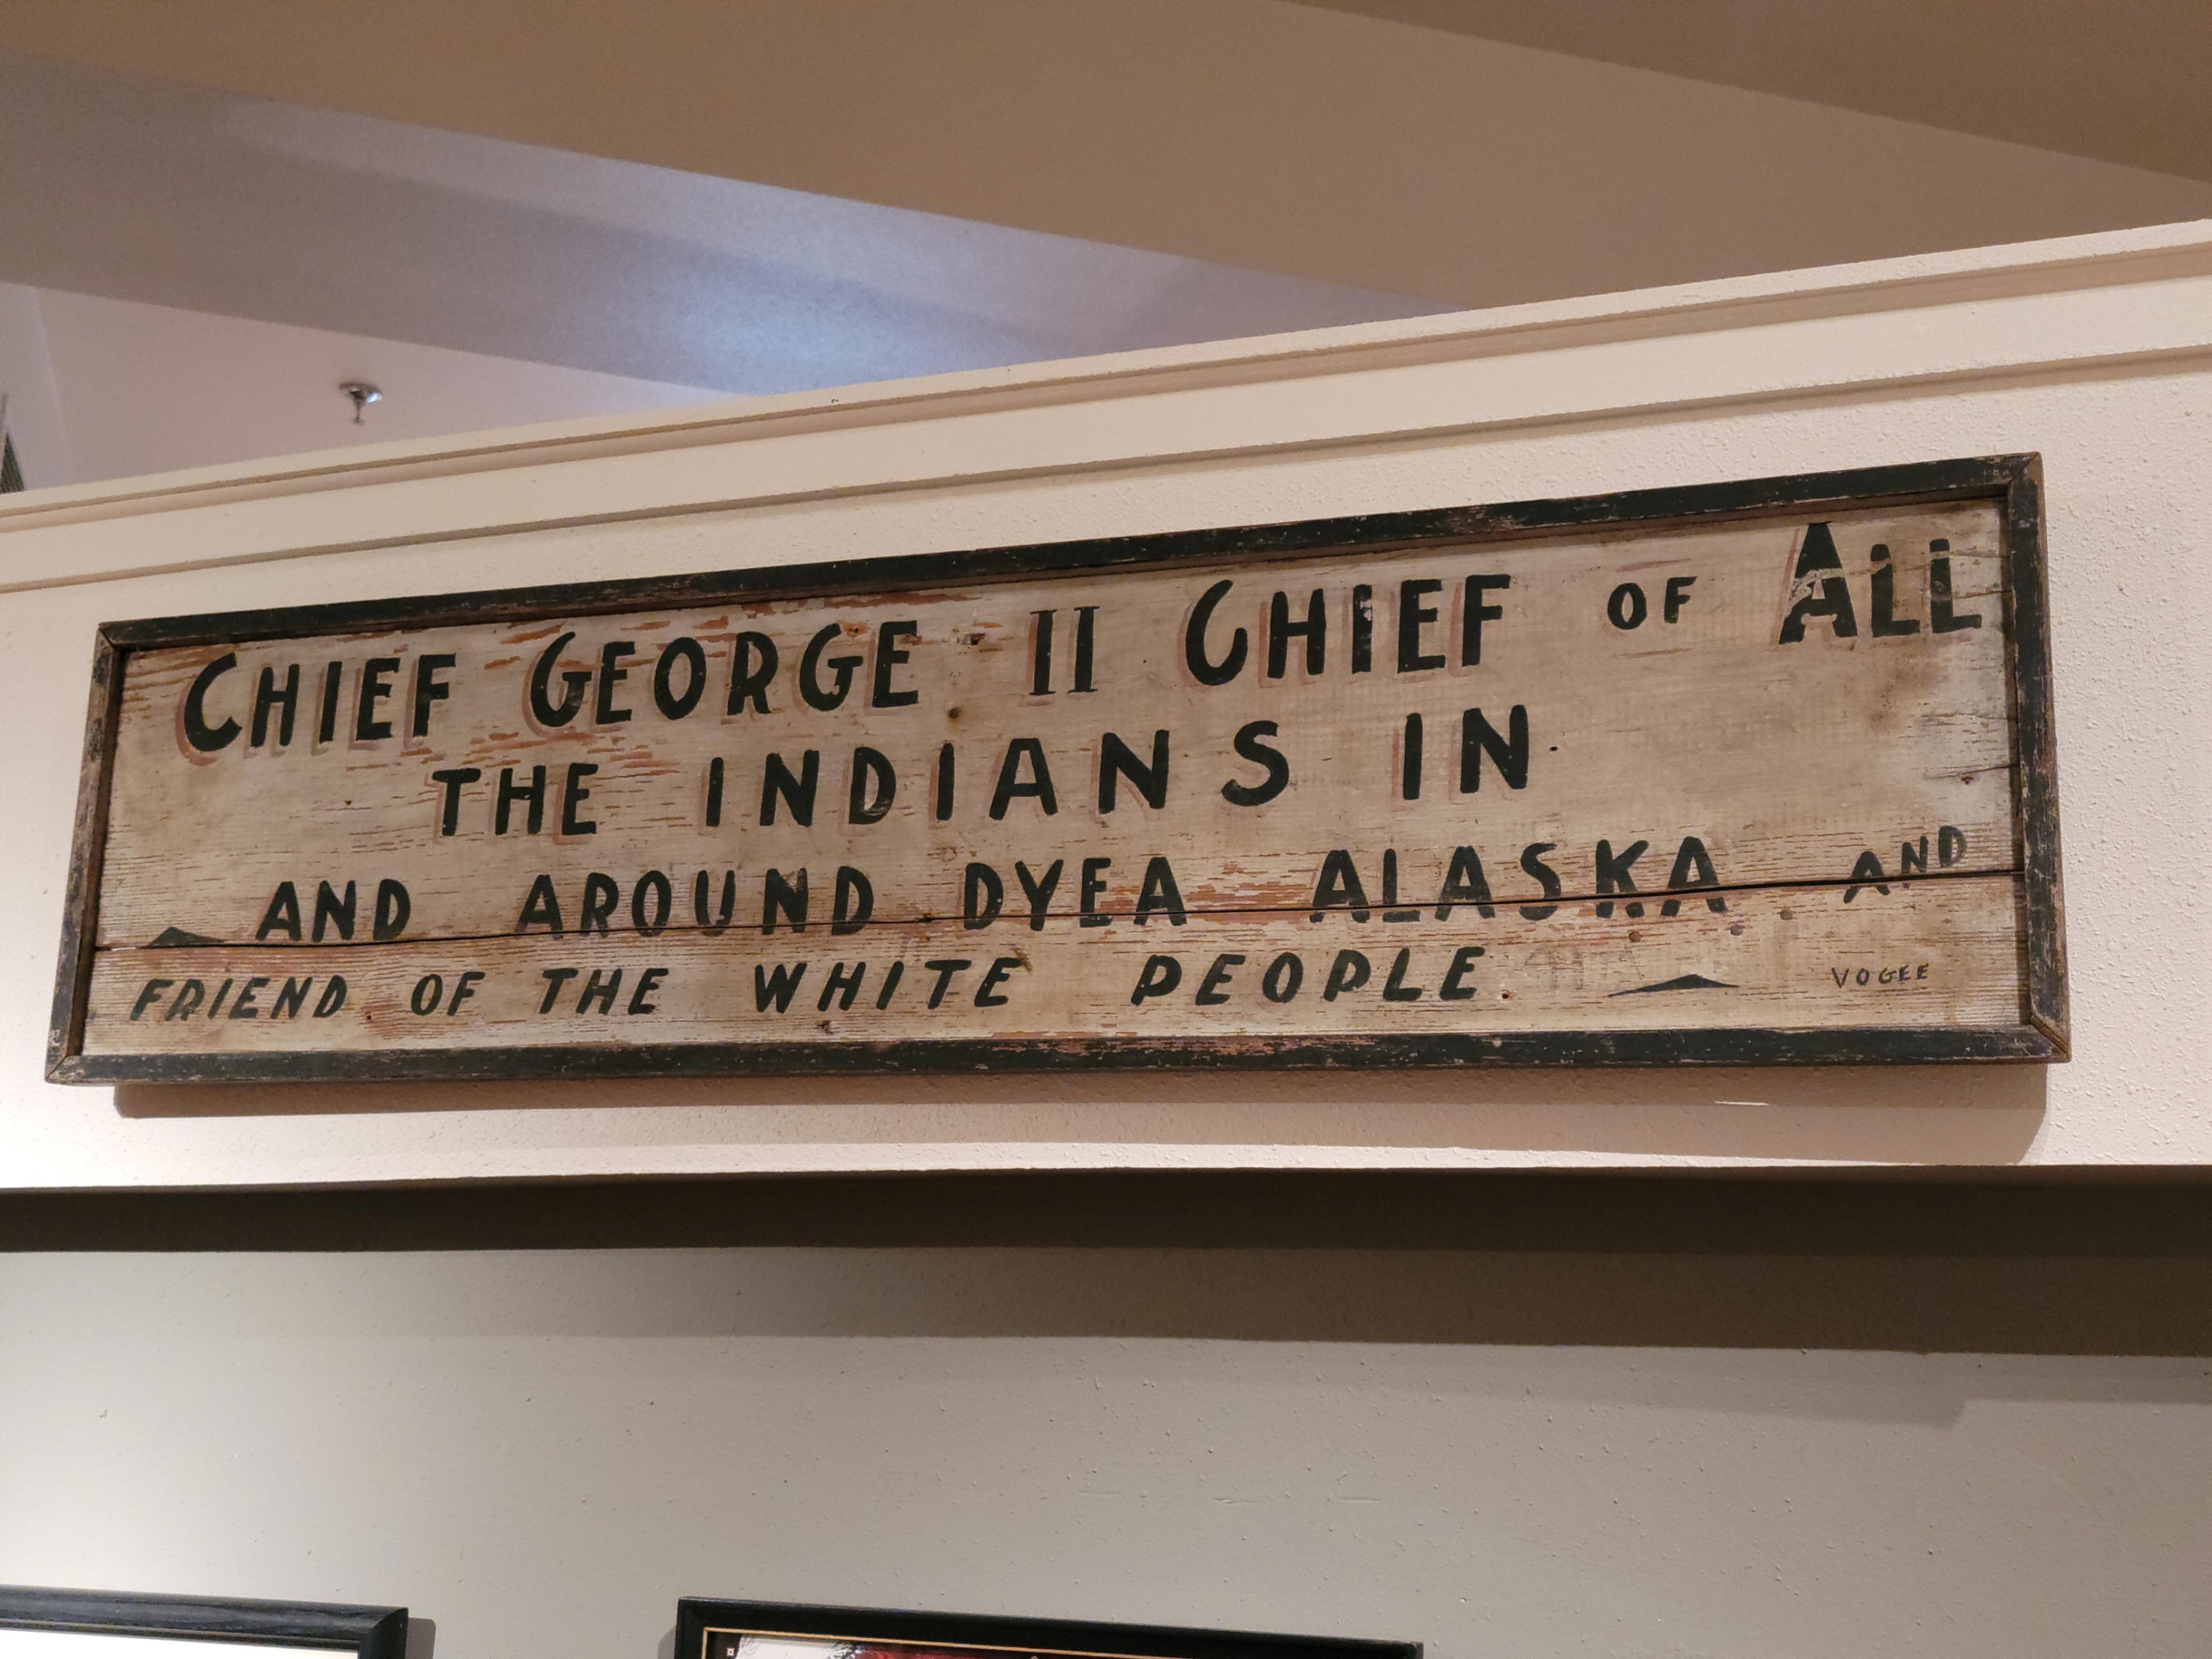 CHIEF GEORGE II CHIEF OF ALL
THE INDIANS IN
AND AROUND DYEA ALASKA AND
FRIEND OF THE WHITE PEOPLE.
VOGEE